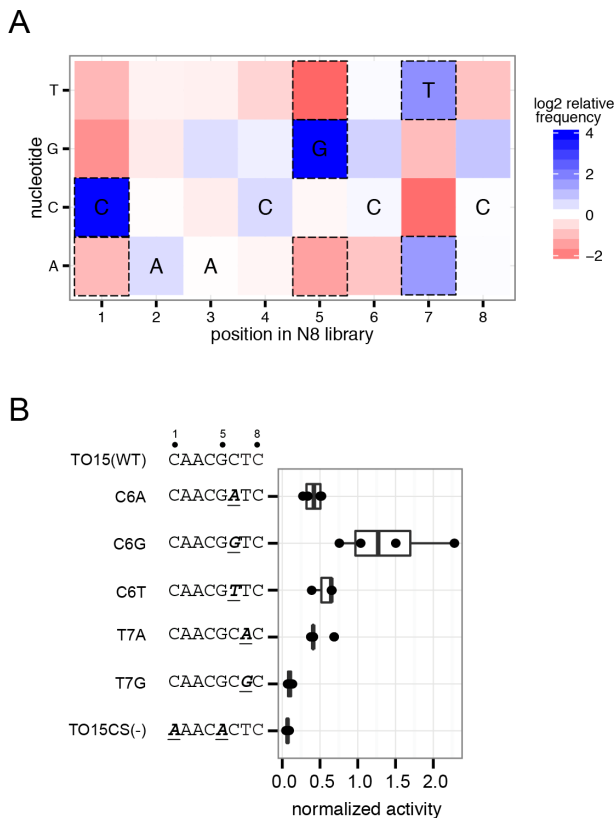 A
T
G
C
A
nucleotide
T
G
C C C C
A A
1 2 3 4 5 6 7 8
position in N8 library
log2 relative
frequency
4
2
0
−2
B
1 5 8
TO15(WT) CAACGCTC
C6A CAACGATC
C6G CAACGGTC
C6T CAACGTTC
T7A CAACGCAC
T7G CAACGCGC
TO15CS(-) AAACACTC
0.0 0.5 1.0 1.5 2.0
normalized activity